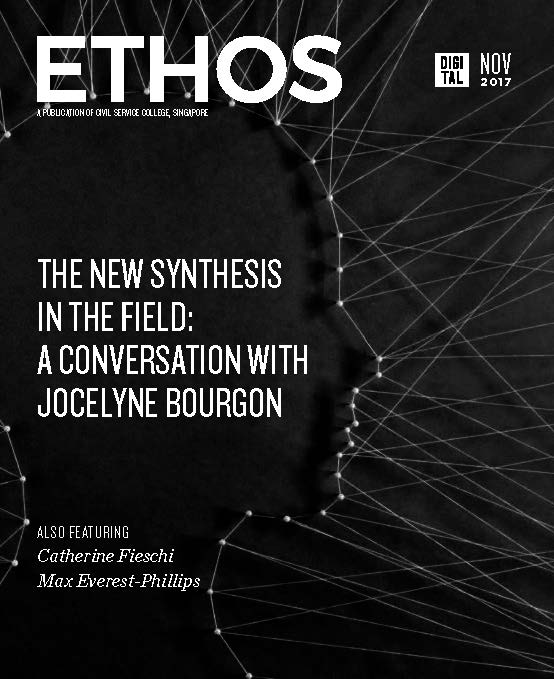 ETHOS
A PUBLICATION OF CIVIL SERVICE COLLEGE, SINGAPORE
DIGI
TAL
NOV
2017
THE NEW SYNTHESIS
IN THE FIELD:
A CONVERSATION WITH
JOCELYNE BOURGON
ALSO FEATURING
Catherine Fieschi
Max Everest-Phillips